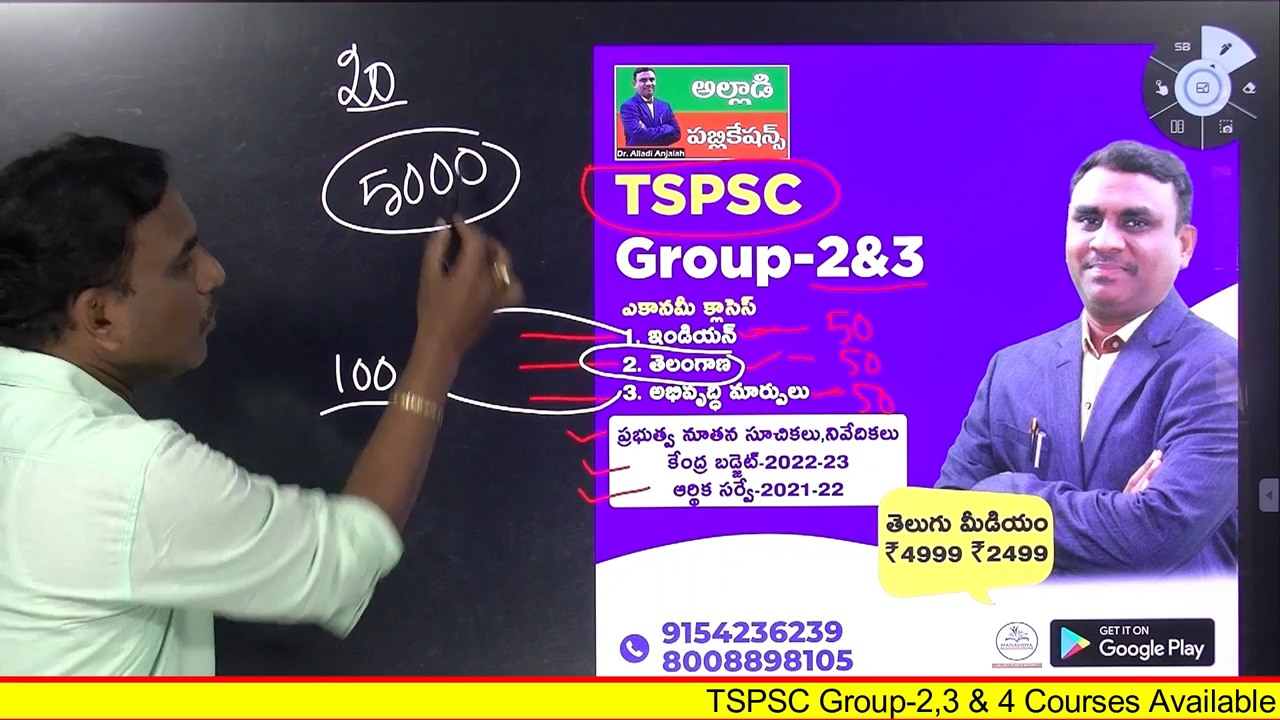 20
5000
100
అల్లాడి
పబ్లికేషన్స్
Dr. Alladi Anjaiah
TSPSC
Group-2&3
ఎకానమీ క్లాసెస్
1. ఇండియన్ 50
2. తెలంగాణ 50
3. అభివృద్ధి మార్పులు 50
ప్రభుత్వ నూతన సూచికలు,నివేదికలు
కేంద్ర బడ్జెట్-2022-23
ఆర్థిక సర్వే-2021-22
తెలుగు మీడియం
₹4999 ₹2499
9154236239
8008898105
MANAVIDYA
GET IT ON
Google Play
SB
TSPSC Group-2,3 & 4 Courses Available